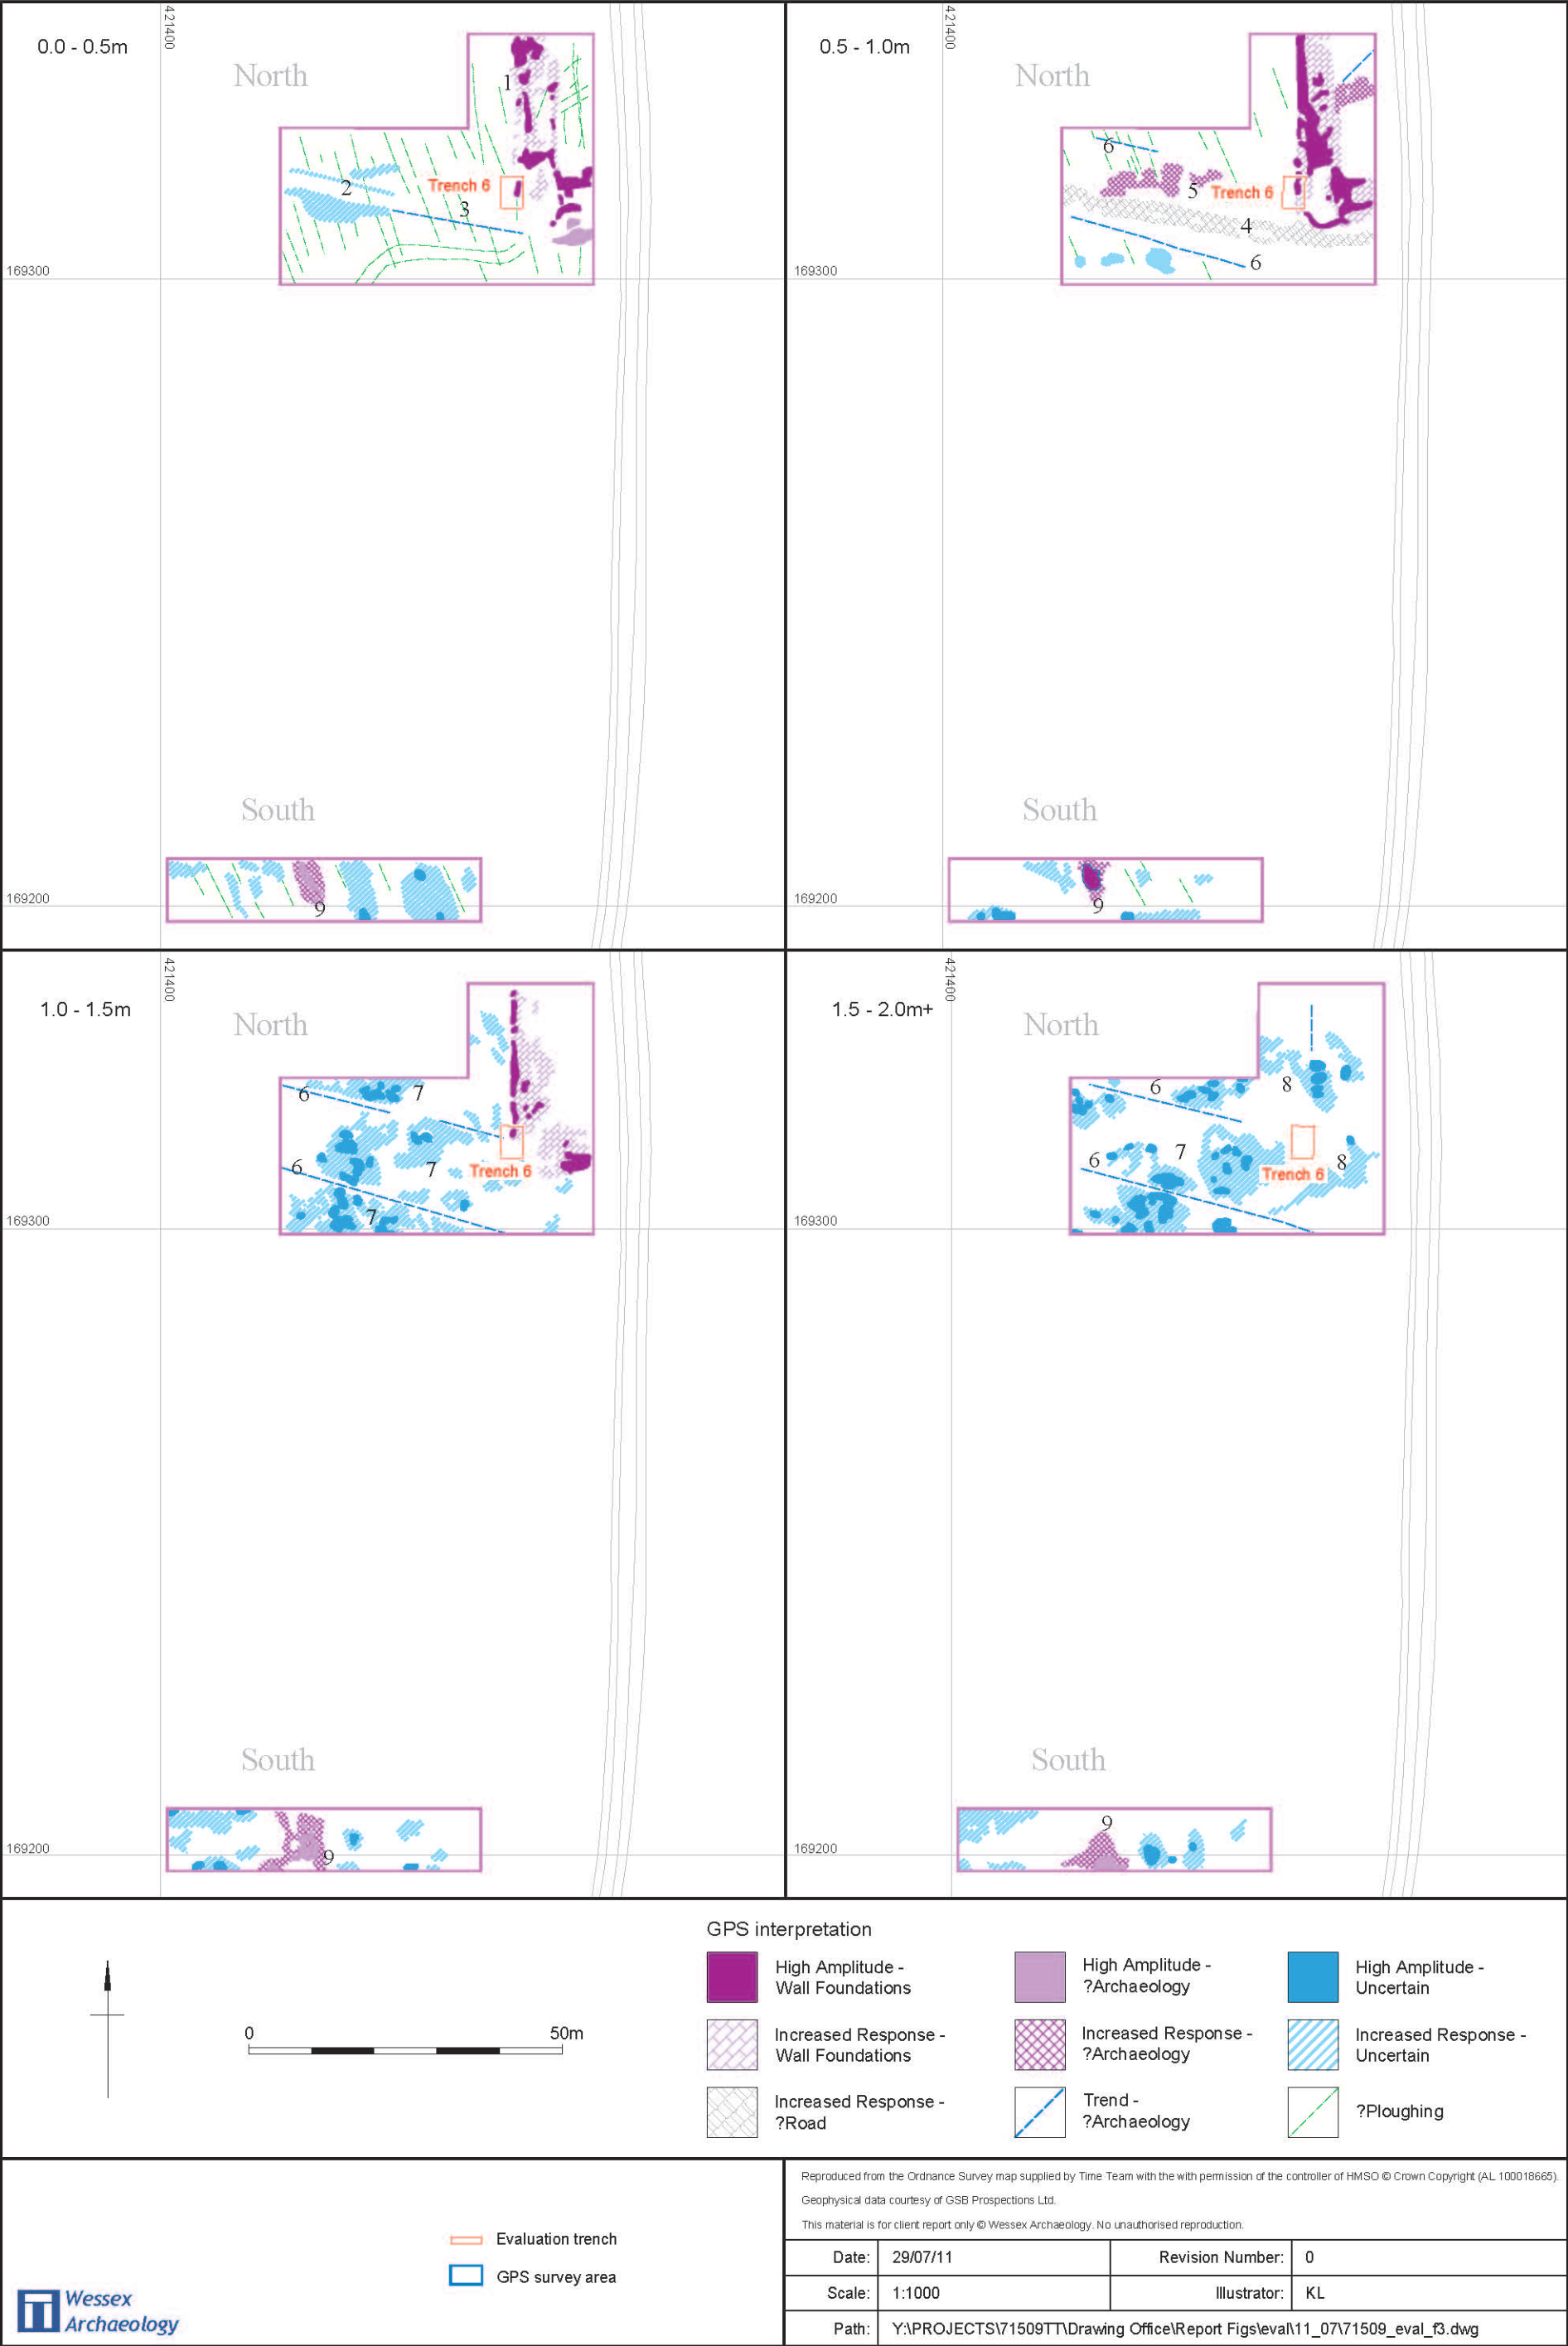 0.0 - 0.5m
421400
North
1
2
Trench 6
3
169300
South
169200
9
0.5 - 1.0m
421400
North
6
5
Trench 6
4
6
169300
South
169200
9
1.0 - 1.5m
421400
North
6
7
6
7
Trench 6
7
169300
South
169200
9
1.5 - 2.0m+
421400
North
6
8
6
7
8
Trench 6
169300
South
9
169200
0
50m
GPS interpretation
High Amplitude -
Wall Foundations
High Amplitude -
?Archaeology
High Amplitude -
Uncertain
Increased Response -
Wall Foundations
Increased Response -
?Archaeology
Increased Response -
Uncertain
Increased Response -
?Road
Trend -
?Archaeology
?Ploughing
Evaluation trench
GPS survey area
Wessex
Archaeology
Reproduced from the Ordnance Survey map supplied by Time Team with the with permission of the controller of HMSO © Crown Copyright (AL 100018665).
Geophysical data courtesy of GSB Prospections Ltd.
This material is for client report only © Wessex Archaeology. No unauthorised reproduction.
Date: 29/07/11 Revision Number: 0
Scale: 1:1000 Illustrator: KL
Path: Y:\PROJECTS\71509TT\Drawing Office\Report Figs\eval\11_07\71509_eval_f3.dwg